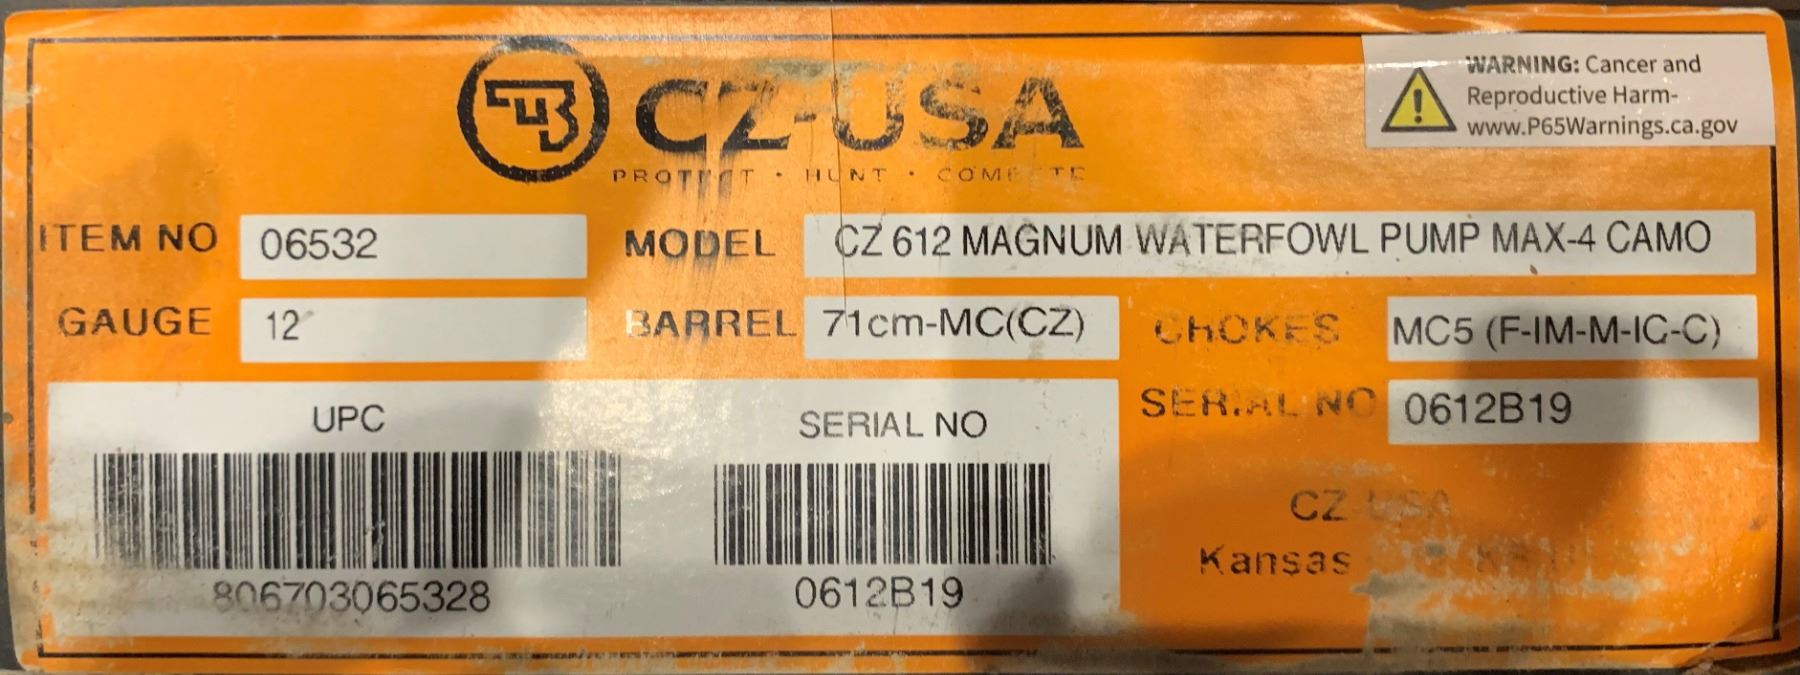 CZ-USA
PROTECT · HUNT · COMPETE
WARNING: Cancer and
Reproductive Harm-
www.P65Warnings.ca.gov
ITEM NO 06532 MODEL CZ 612 MAGNUM WATERFOWL PUMP MAX-4 CAMO
GAUGE 12 BARREL 71cm-MC(CZ) CHOKES MC5 (F-IM-M-IC-C)
SERIAL NO 0612B19
UPC
806703065328
SERIAL NO
0612B19
CZ-USA
Kansas